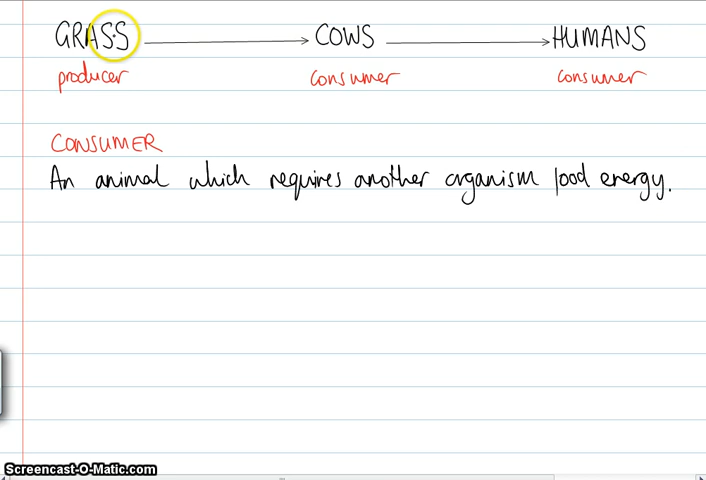 GRASS COWS HUMANS
producer consumer consumer
CONSUMER
An animal which requires another organism food energy.
Screencast-O-Matic.com